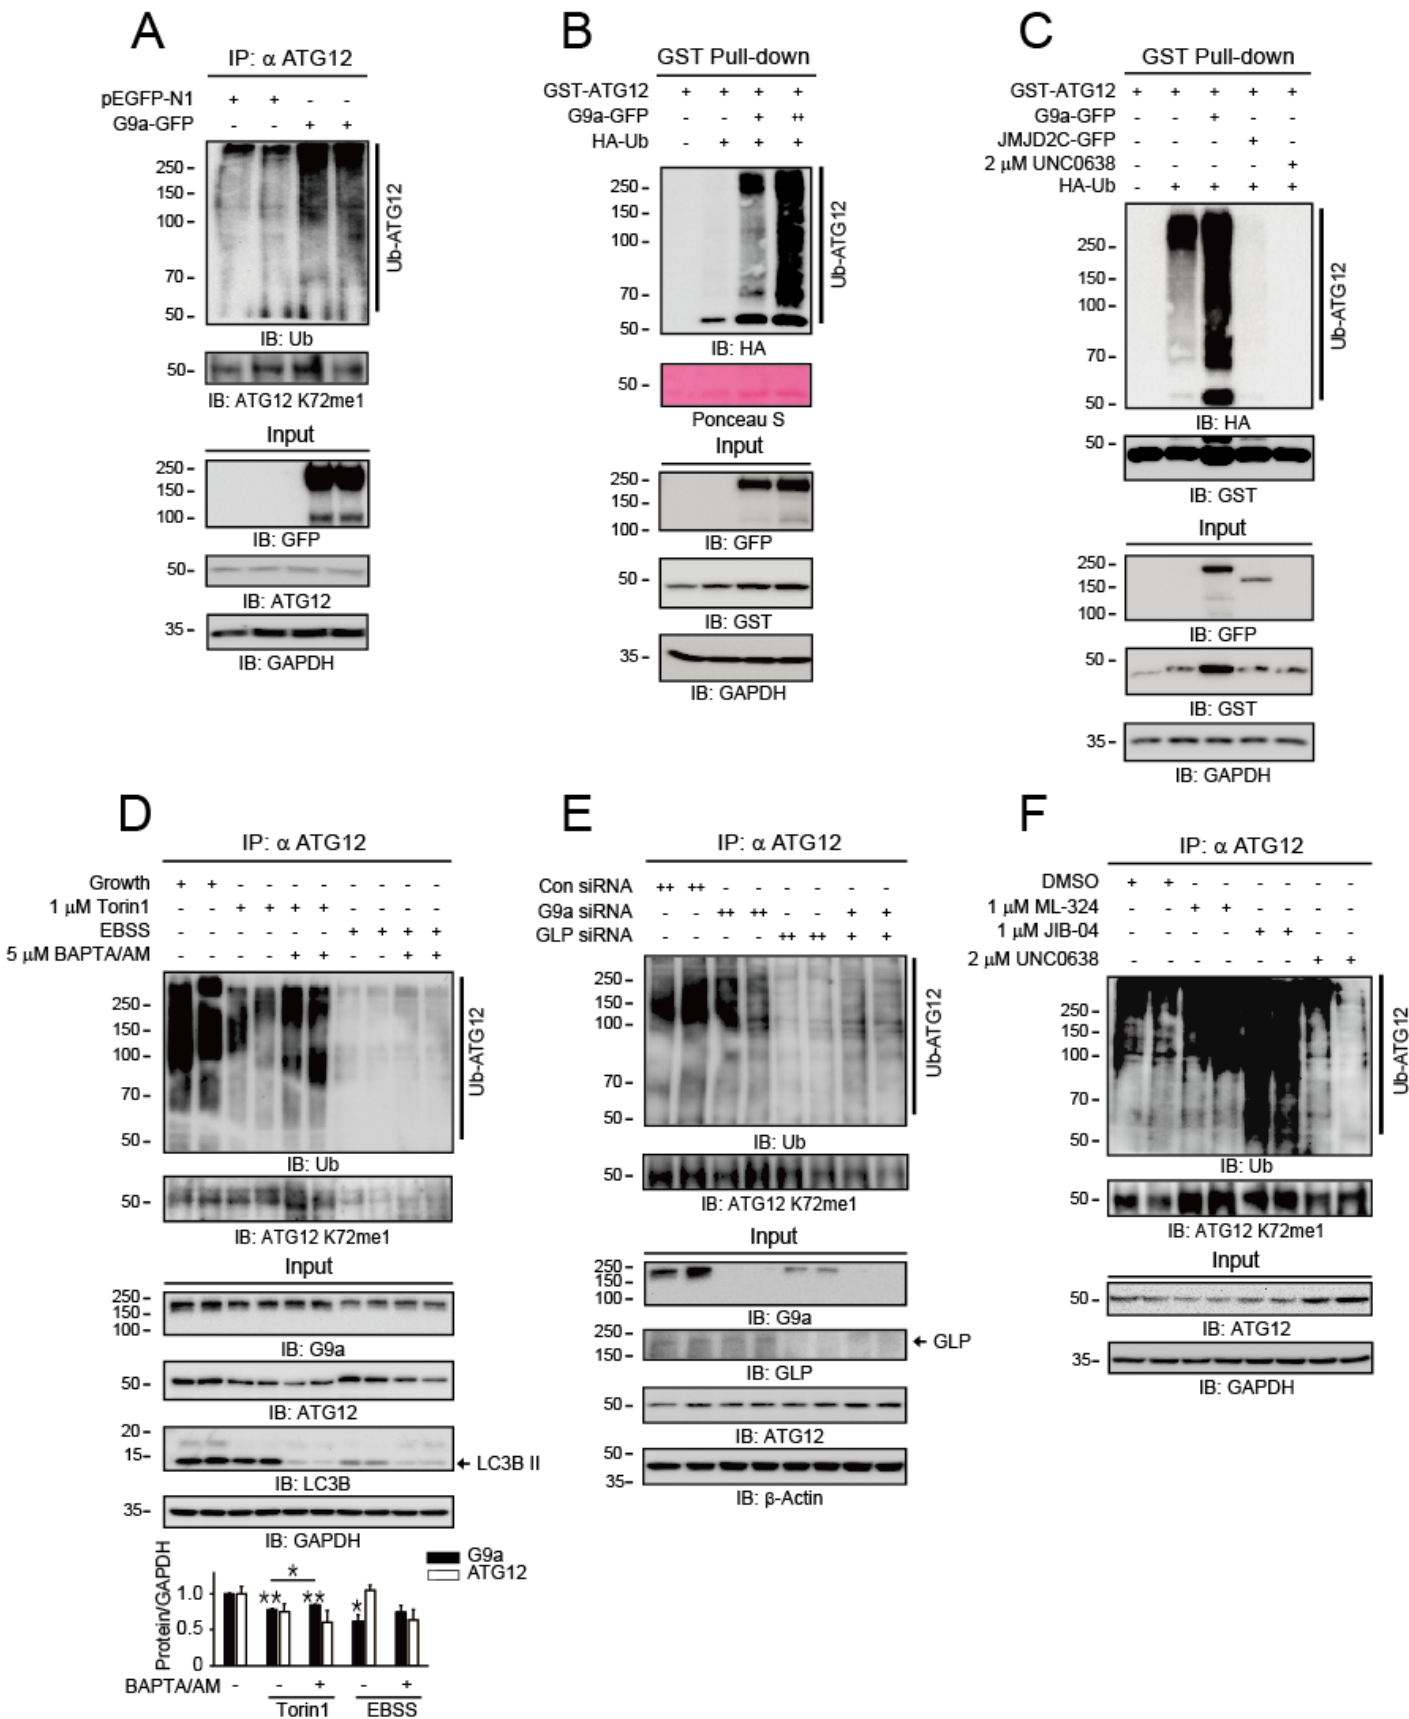 A
IP: α ATG12
pEGFP-N1 + + - -
G9a-GFP - - + +
250 -
150 -
100 -
70 -
50 -
Ub-ATG12
IB: Ub
50-
IB: ATG12 K72me1
Input
250 -
150 -
100 -
IB: GFP
50-
IB: ATG12
35 -
IB: GAPDH
B
GST Pull-down
GST-ATG12 + + + +
G9a-GFP - - + ++
HA-Ub - + + +
250 -
150 -
100 -
70 -
50 -
Ub-ATG12
IB: HA
50 -
Ponceau S
Input
250 -
150 -
100 -
IB: GFP
50 -
IB: GST
35 -
IB: GAPDH
C
GST Pull-down
GST-ATG12 + + + + +
G9a-GFP - - + - -
JMJD2C-GFP - - - + -
2 μM UNC0638 - - - - +
HA-Ub - + + + +
250 -
150 -
100 -
70 -
50 -
Ub-ATG12
IB: HA
50 -
IB: GST
Input
250 -
150 -
100 -
IB: GFP
50 -
IB: GST
35 -
IB: GAPDH
D
IP: α ATG12
Growth + + - - - - - - - -
1 μM Torin1 - - + + + + - - - -
EBSS - - - - - - + + + +
5 μM BAPTA/AM - - - - + + - - + +
250 -
150 -
100 -
70 -
50 -
Ub-ATG12
IB: Ub
50 -
IB: ATG12 K72me1
Input
250 -
150 -
100 -
IB: G9a
50 -
IB: ATG12
20 -
15 -
LC3B II
IB: LC3B
35-
IB: GAPDH
G9a
ATG12
Protein/GAPDH
1.0
0.5
0
*
** ** *
BAPTA/AM - - + - +
Torin1 EBSS
E
IP: α ATG12
Con siRNA ++ ++ - - - - - -
G9a siRNA - - ++ ++ - - + +
GLP siRNA - - - - ++ ++ + +
250 -
150 -
100 -
70 -
50 -
Ub-ATG12
IB: Ub
50 -
IB: ATG12 K72me1
Input
250 -
150 -
100 -
IB: G9a
250 -
150 -
GLP
IB: GLP
50 -
IB: ATG12
50 -
35-
IB: β-Actin
F
IP: α ATG12
DMSO + + - - - - - -
1 μM ML-324 - - + + - - - -
1 μM JIB-04 - - - - + + - -
2 μM UNC0638 - - - - - - + +
250 -
150 -
100 -
70 -
50 -
Ub-ATG12
IB: Ub
50 -
IB: ATG12 K72me1
Input
50 -
IB: ATG12
35-
IB: GAPDH